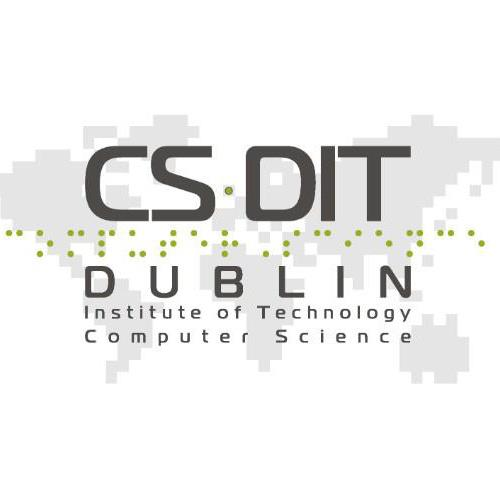 CS·DIT
DUBLIN
Institute of Technology
Computer Science